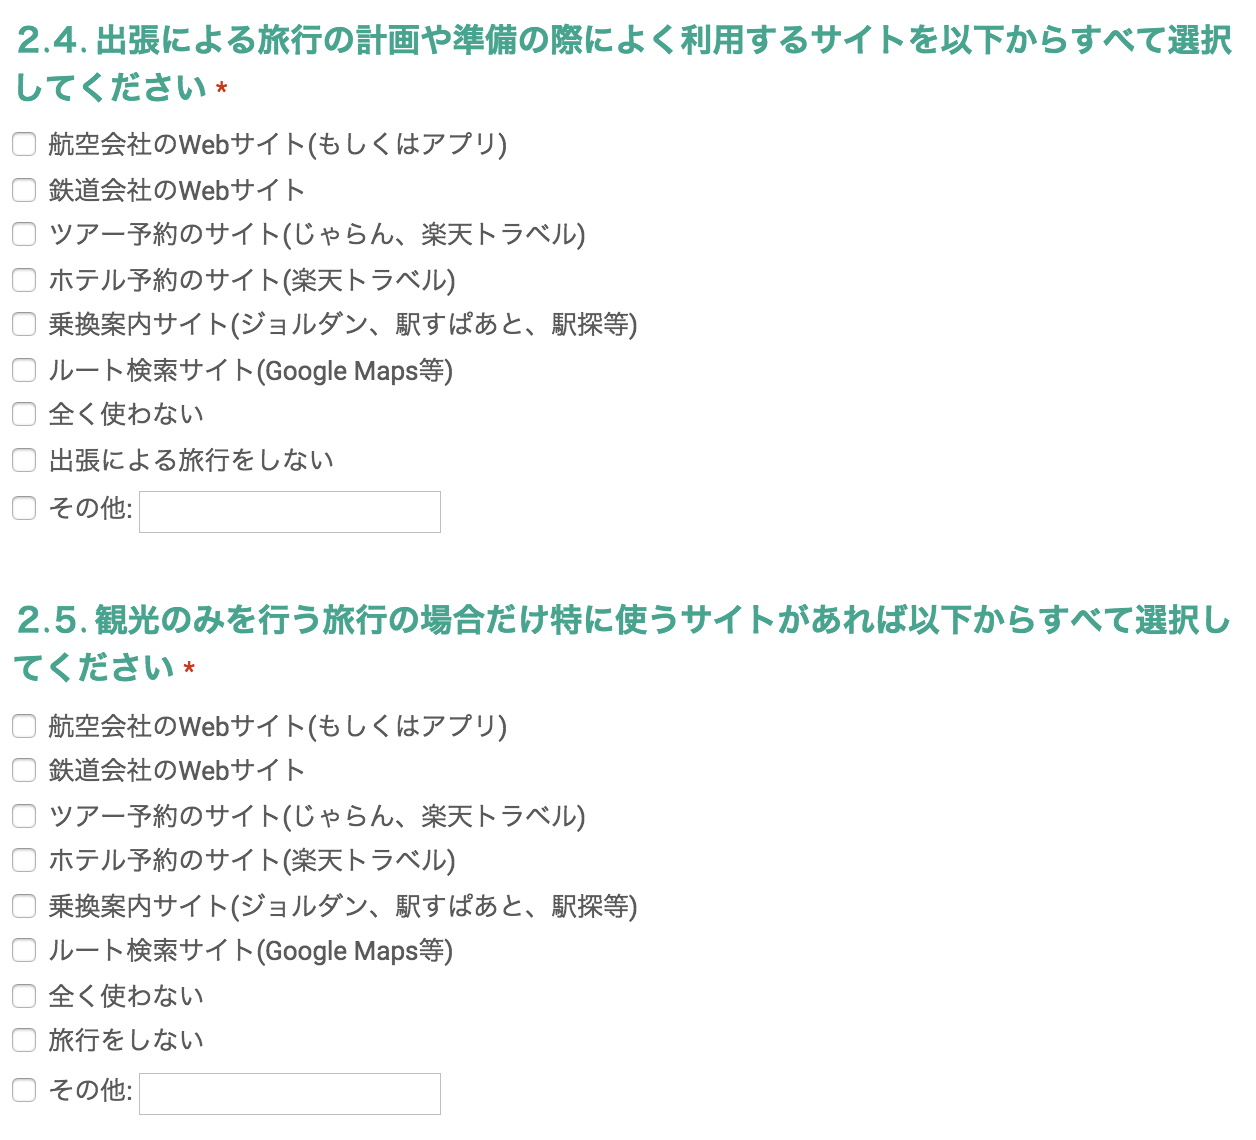 2.4. 出張による旅行の計画や準備の際によく利用するサイトを以下からすべて選択
してください *
航空会社のWebサイト(もしくはアプリ)
鉄道会社のWebサイト
ツアー予約のサイト(じゃらん、楽天トラベル)
ホテル予約のサイト(楽天トラベル)
乗換案内サイト(ジョルダン、駅すぱあと、駅探等)
ルート検索サイト(Google Maps等)
全く使わない
出張による旅行をしない
その他:
2.5. 観光のみを行う旅行の場合だけ特に使うサイトがあれば以下からすべて選択し
てください *
航空会社のWebサイト(もしくはアプリ)
鉄道会社のWebサイト
ツアー予約のサイト(じゃらん、楽天トラベル)
ホテル予約のサイト(楽天トラベル)
乗換案内サイト(ジョルダン、駅すぱあと、駅探等)
ルート検索サイト(Google Maps等)
全く使わない
旅行をしない
その他: